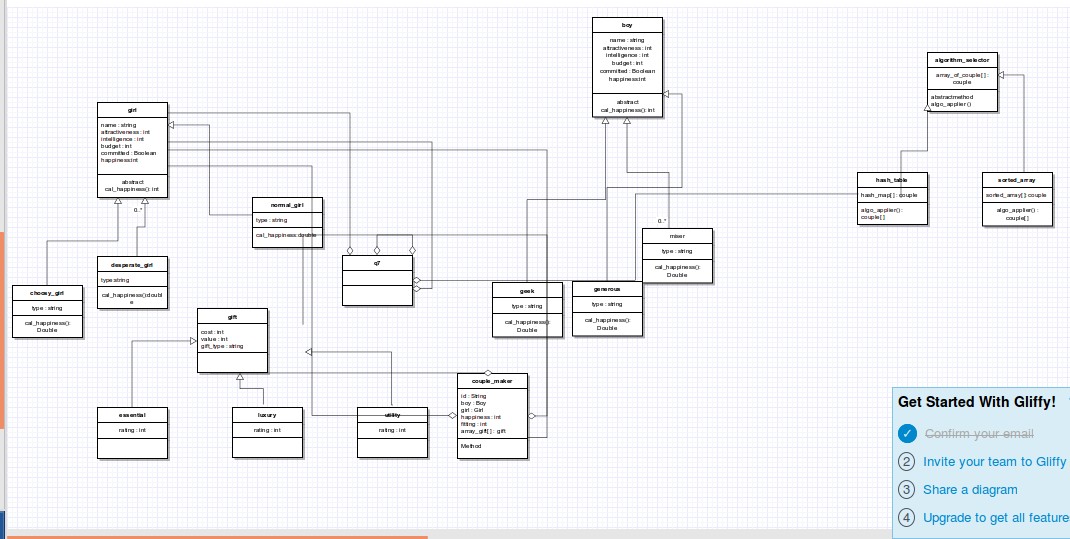 boy
name : string
attractiveness : int
intelligence : int
budget : int
committed : Boolean
happiness:int
abstract
cal_happiness(): int
algorithm_selector
array_of_couple[ ] :
couple
abstractmethod
algo_applier()
girl
name : string
attractiveness : int
intelligence : int
budget : int
committed : Boolean
happiness:int
abstract
cal_happiness(): int
0..*
hash_table
hash_map[ ] : couple
algo_applier() :
couple[ ]
sorted_array
sorted_array[ ]:couple
algo_applier() :
couple[ ]
normal_girl
type : string
cal_happiness:double
0..*
miser
type : string
cal_happiness():
Double
desperate_girl
type:string
cal_happiness():doubl
e
q7
choosy_girl
type : string
cal_happiness():
Double
geek
type : string
cal_happiness():
Double
generous
type : string
cal_happiness():
Double
gift
cost : int
value : int
gift_type : string
couple_maker
id : String
boy : Boy
girl : Girl
happiness : int
fitting : int
array_gift[ ] : gift
Method
essential
rating : int
luxury
rating : int
utility
rating : int
Get Started With Gliffy!
Confirm your email
2 Invite your team to Gliffy
3 Share a diagram
4 Upgrade to get all feature